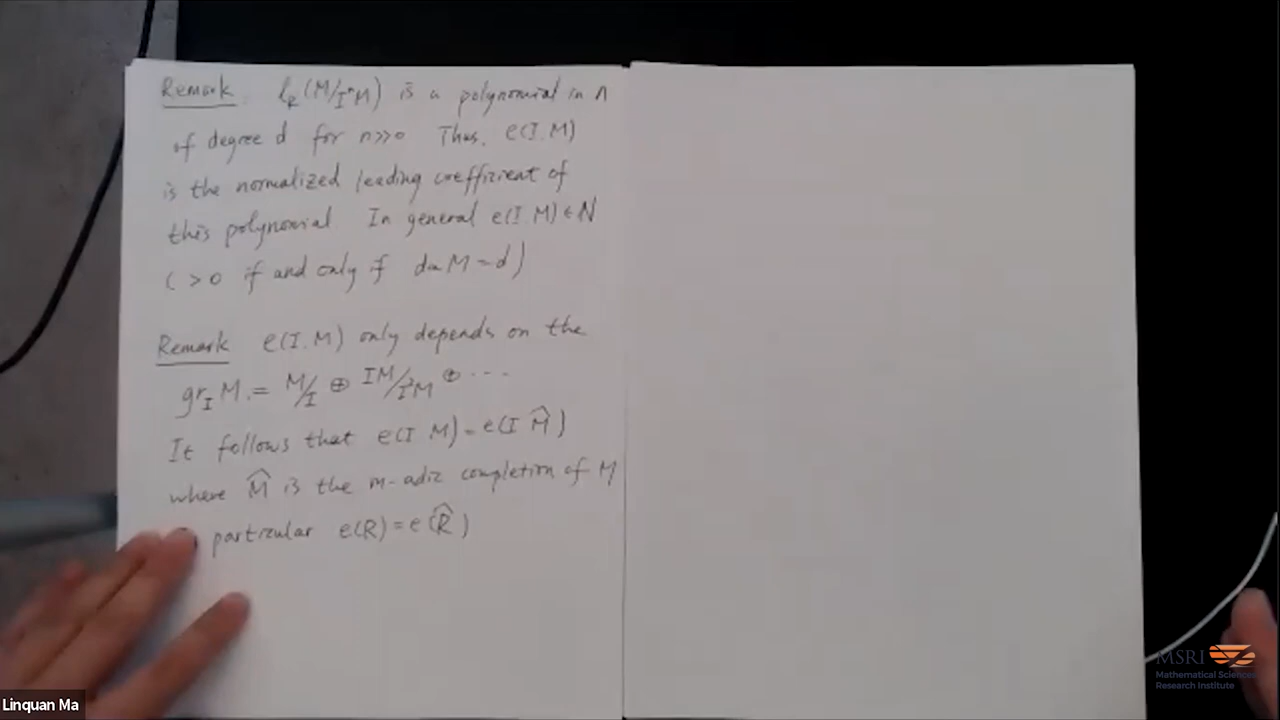 Remark. ℓ_R(M/IⁿM) is a polynomial in n
of degree d for n>>0 Thus, e(I.M)
is the normalized leading coefficient of
this polynomial. In general e(I.M) ∈ N
( >0 if and only if dim M = d )
Remark e(I.M) only depends on the
gr_I M. = M/I ⊕ IM/I²M ⊕ ...
It follows that e(I M) = e(I M̂)
where M̂ is the m-adic completion of M
particular e(R) = e(R̂)
MSRI
Mathematical Sciences
Research Institute
Linquan Ma